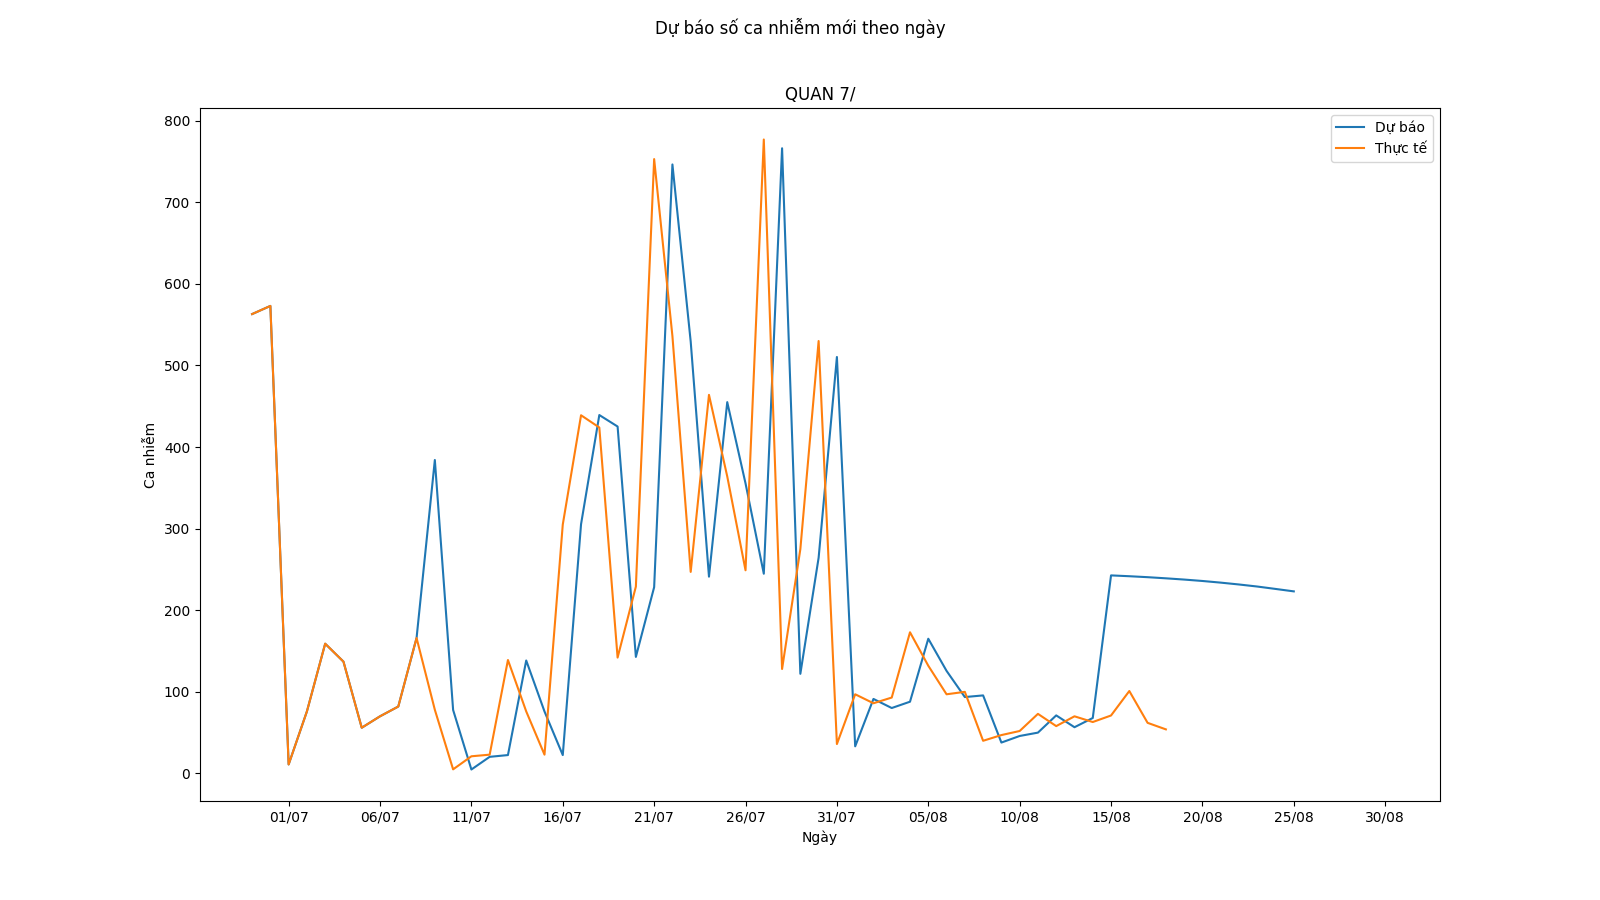 Dự báo số ca nhiễm mới theo ngày
QUAN 7/
Dự báo
Thực tế
800
700
600
500
400
300
200
100
0
Ca nhiễm
01/07 06/07 11/07 16/07 21/07 26/07 31/07 05/08 10/08 15/08 20/08 25/08 30/08
Ngày